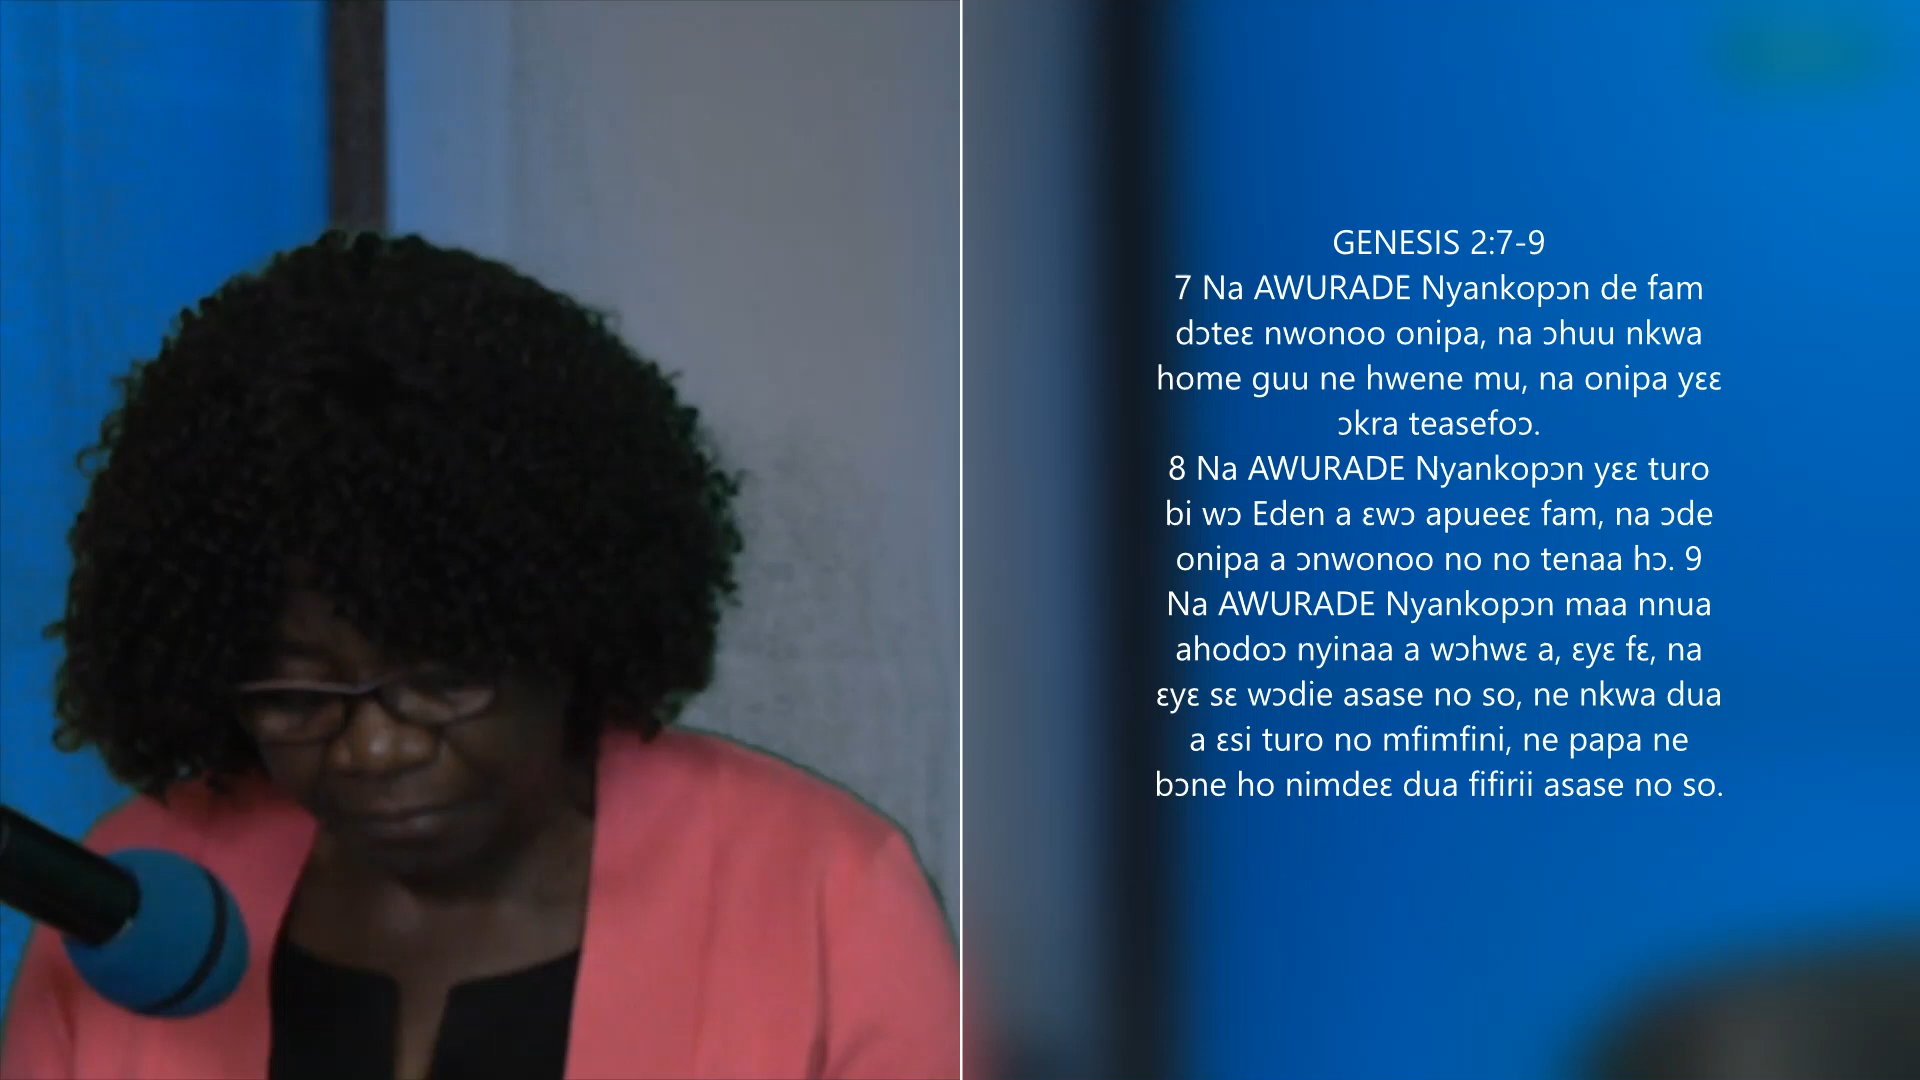 GENESIS 2:7-9
7 Na AWURADE Nyankopɔn de fam
dɔteɛ nwonoo onipa, na ɔhuu nkwa
home guu ne hwene mu, na onipa yɛɛ
ɔkra teasefoɔ.
8 Na AWURADE Nyankopɔn yɛɛ turo
bi wɔ Eden a ɛwɔ apueeɛ fam, na ɔde
onipa a ɔnwonoo no no tenaa hɔ. 9
Na AWURADE Nyankopɔn maa nnua
ahodoɔ nyinaa a wɔhwɛ a, ɛyɛ fɛ, na
ɛyɛ sɛ wɔdie asase no so, ne nkwa dua
a ɛsi turo no mfimfini, ne papa ne
bɔne ho nimdeɛ dua fifirii asase no so.